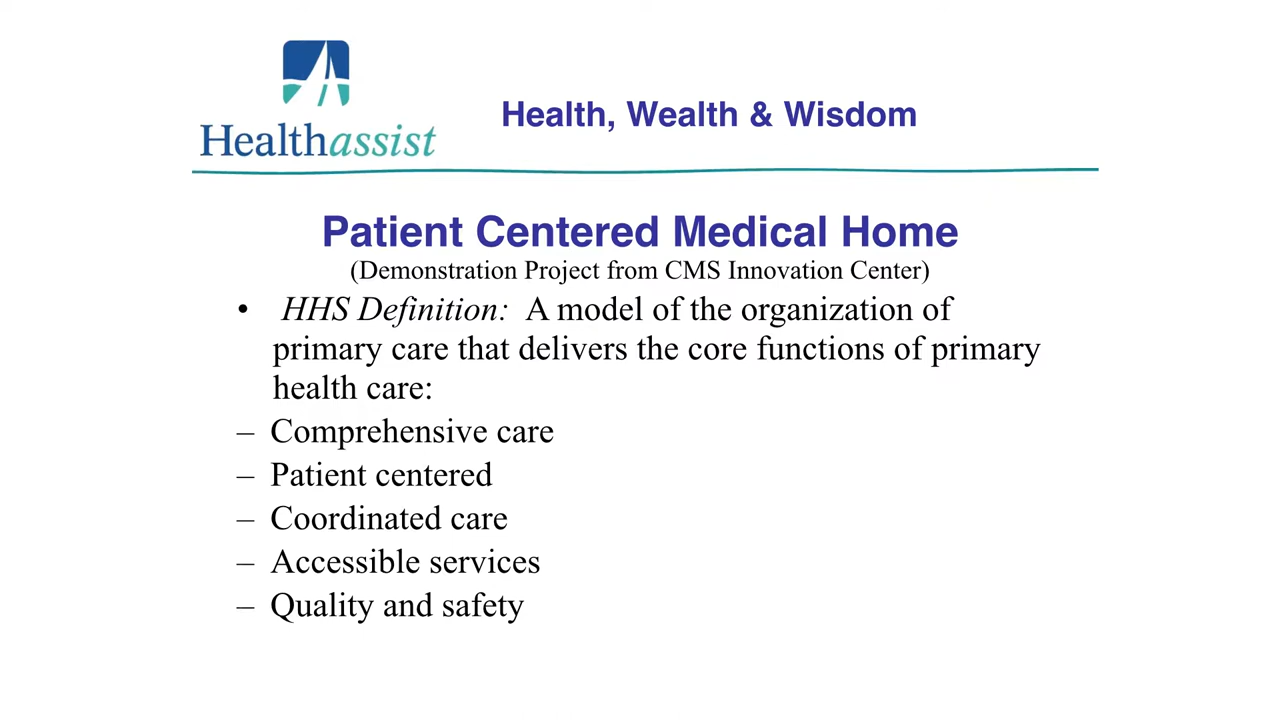 Healthassist
Health, Wealth & Wisdom
Patient Centered Medical Home
(Demonstration Project from CMS Innovation Center)
• HHS Definition: A model of the organization of
primary care that delivers the core functions of primary
health care:
– Comprehensive care
– Patient centered
– Coordinated care
– Accessible services
– Quality and safety